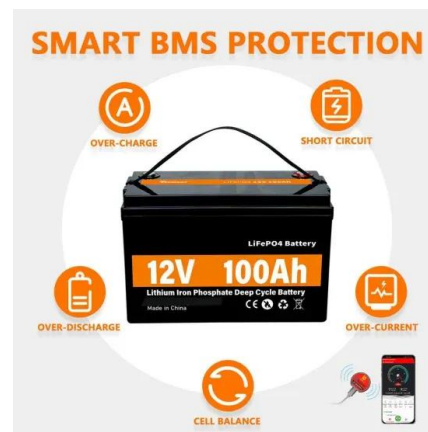 SMART BMS PROTECTION
A
OVER-CHARGE
SHORT CIRCUIT
LiFePO4 Battery
12V 100Ah
Lithium Iron Phosphate Deep Cycle Battery
Made in China
CE
OVER-DISCHARGE
OVER-CURRENT
CELL BALANCE